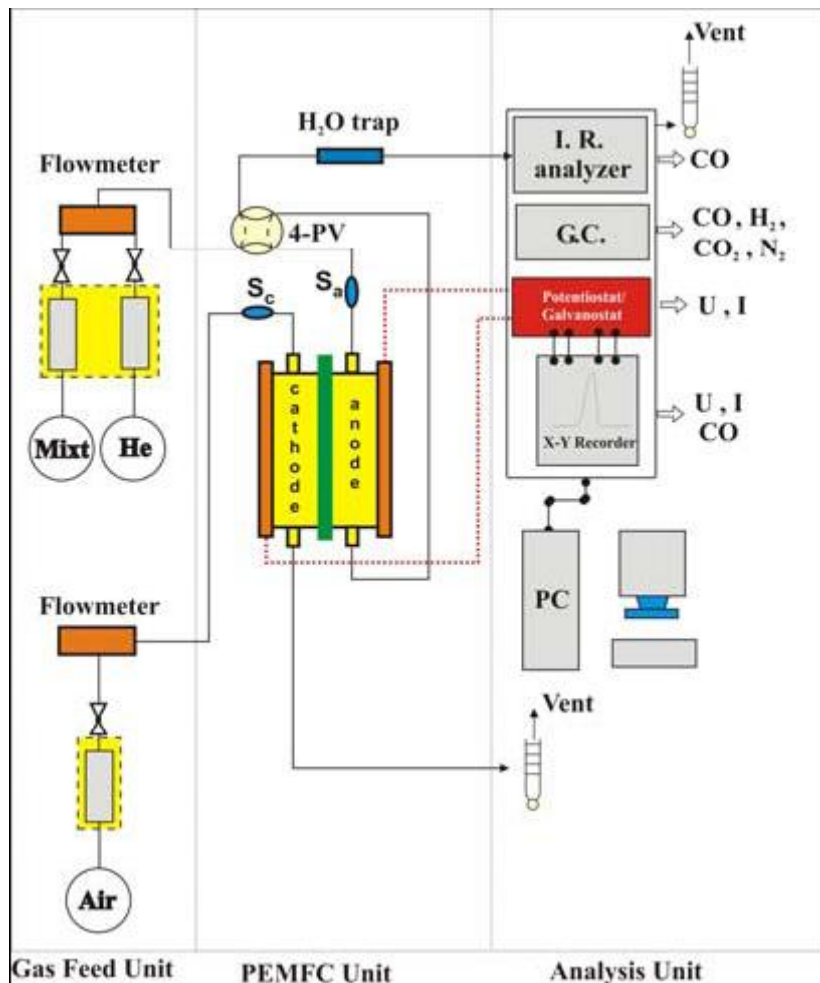 Vent
H₂O trap
I. R.
analyzer
CO
Flowmeter
4-PV
G.C.
CO, H₂,
CO₂, N₂
Sc
Sa
Potentiostat/
Galvanostat
U , I
cathode
anode
Mixt
He
X-Y Recorder
U , I
CO
PC
Flowmeter
Vent
Air
Gas Feed Unit
PEMFC Unit
Analysis Unit